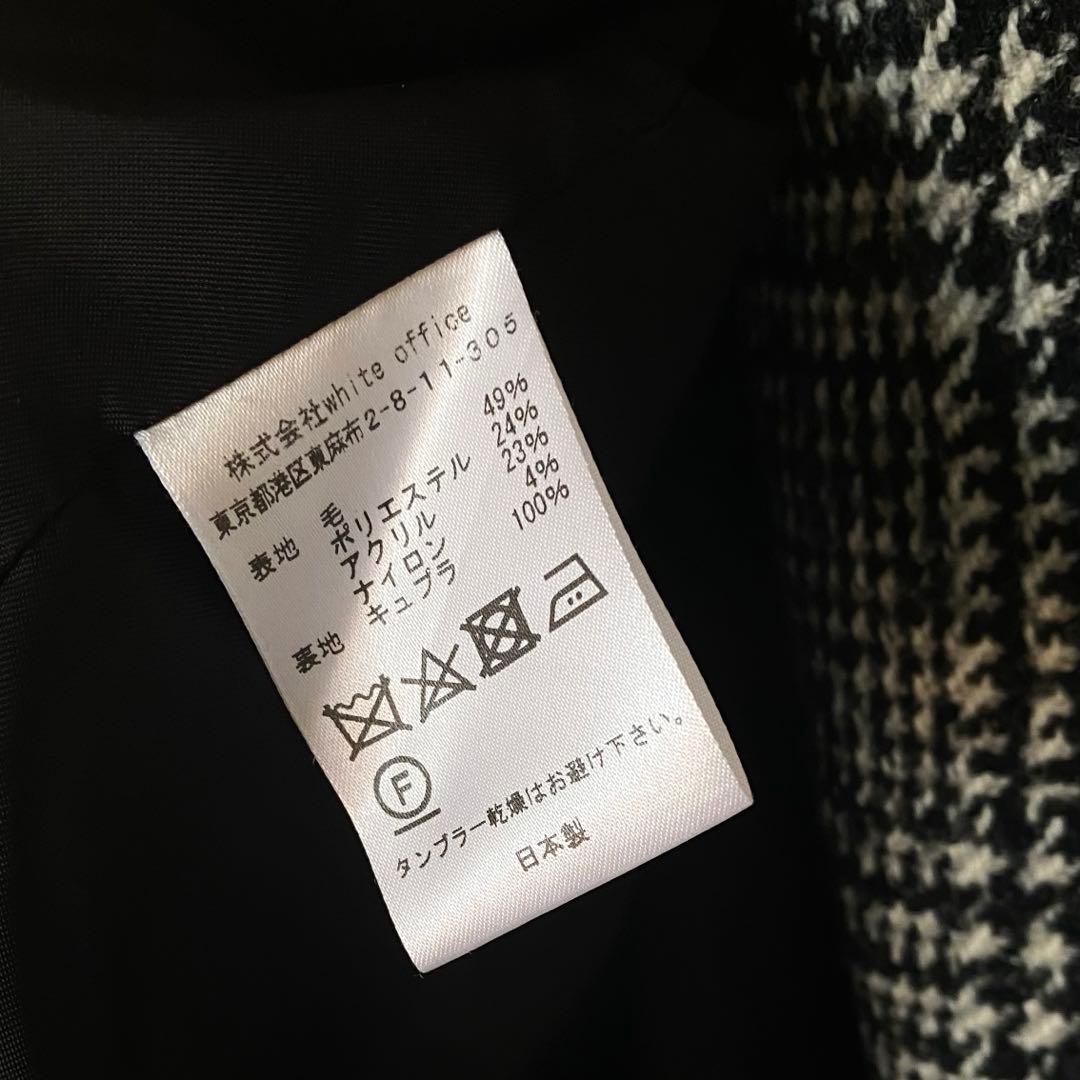 株式会社white office
東京都港区東麻布2-8-11-305
表地 毛 49%
ポリエステル 24%
アクリル 23%
ナイロン 4%
裏地 キュプラ 100%
F
タンブラー乾燥はお避け下さい。
日本製